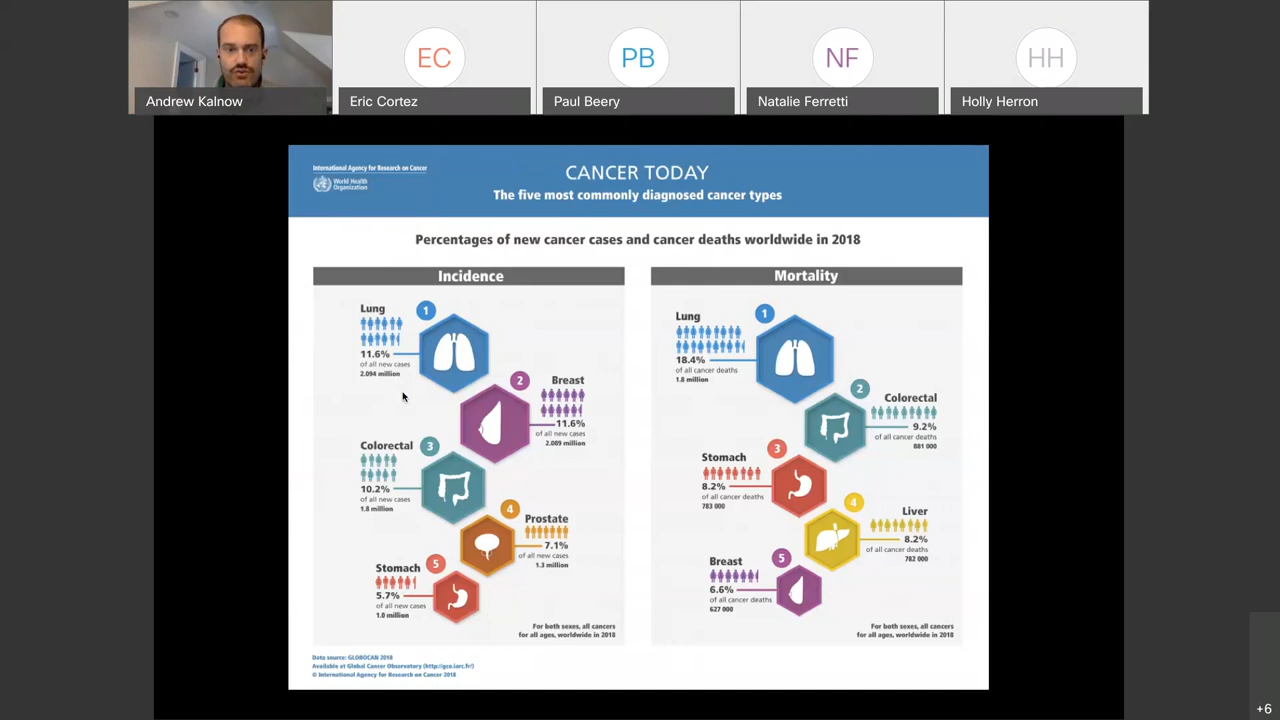 EC
PB
NF
HH
Andrew Kalnow
Eric Cortez
Paul Beery
Natalie Ferretti
Holly Herron
International Agency for Research on Cancer
World Health
Organization
CANCER TODAY
The five most commonly diagnosed cancer types
Percentages of new cancer cases and cancer deaths worldwide in 2018
Incidence
Lung
1
11.6%
of all new cases
2.094 million
2
Breast
11.6%
of all new cases
2.089 million
Colorectal
3
10.2%
of all new cases
1.8 million
4
Prostate
7.1%
of all new cases
1.3 million
Stomach
5
5.7%
of all new cases
1.0 million
For both sexes, all cancers
for all ages, worldwide in 2018
Mortality
Lung
1
18.4%
of all cancer deaths
1.8 million
2
Colorectal
9.2%
of all cancer deaths
881 000
3
Stomach
8.2%
of all cancer deaths
783 000
4
Liver
8.2%
of all cancer deaths
782 000
Breast
5
6.6%
of all cancer deaths
627 000
For both sexes, all cancers
for all ages, worldwide in 2018
Data source: GLOBOCAN 2018
Available at Global Cancer Observatory (http://gco.iarc.fr/)
© International Agency for Research on Cancer 2018
+6